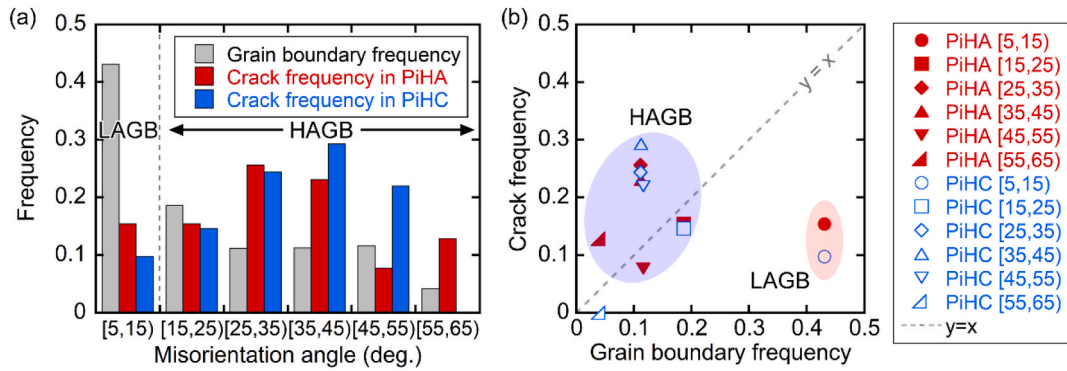 (a)
Grain boundary frequency
Crack frequency in PiHA
Crack frequency in PiHC
LAGB
HAGB
0.5
0.4
0.3
0.2
0.1
0
Frequency
[5,15) [15,25) [25,35) [35,45) [45,55) [55,65)
Misorientation angle (deg.)
(b)
0.5
0.4
0.3
0.2
0.1
0
Crack frequency
HAGB
y = x
LAGB
0 0.1 0.2 0.3 0.4 0.5
Grain boundary frequency
PiHA [5,15)
PiHA [15,25)
PiHA [25,35)
PiHA [35,45)
PiHA [45,55)
PiHA [55,65)
PiHC [5,15)
PiHC [15,25)
PiHC [25,35)
PiHC [35,45)
PiHC [45,55)
PiHC [55,65)
y=x